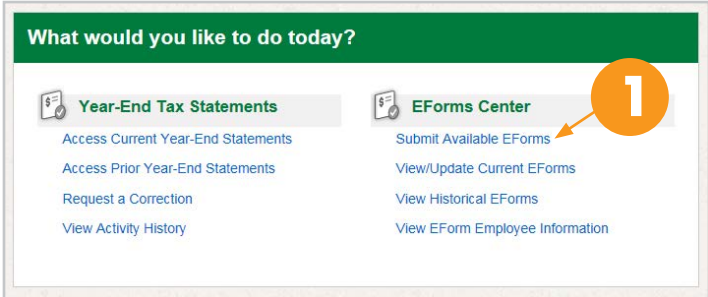 What would you like to do today?
Year-End Tax Statements
Access Current Year-End Statements
Access Prior Year-End Statements
Request a Correction
View Activity History
EForms Center
1
Submit Available EForms
View/Update Current EForms
View Historical EForms
View EForm Employee Information